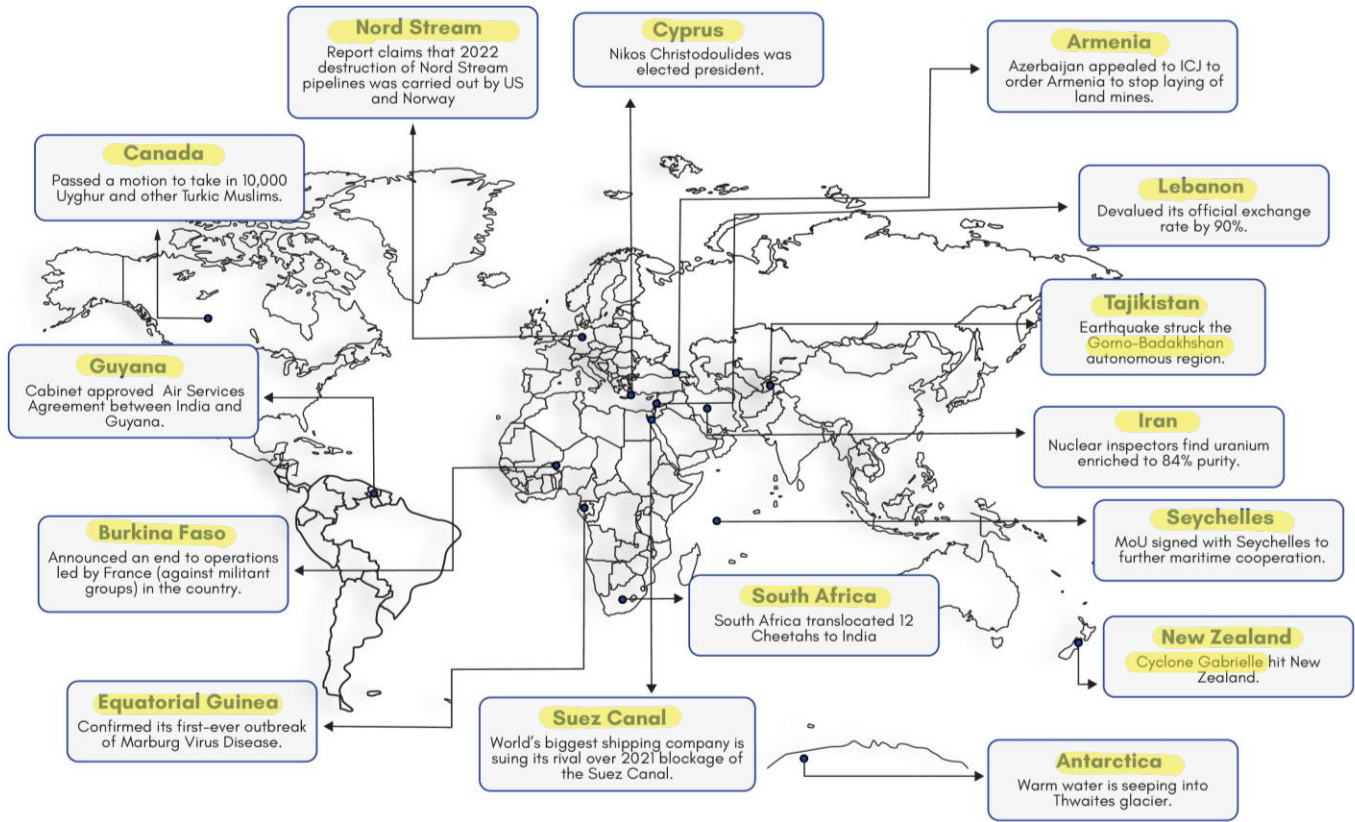 Nord Stream
Report claims that 2022
destruction of Nord Stream
pipelines was carried out by US
and Norway
Cyprus
Nikos Christodoulides was
elected president.
Armenia
Azerbaijan appealed to ICJ to
order Armenia to stop laying of
land mines.
Canada
Passed a motion to take in 10,000
Uyghur and other Turkic Muslims.
Lebanon
Devalued its official exchange
rate by 90%.
Tajikistan
Earthquake struck the
Gorno-Badakhshan
autonomous region.
Guyana
Cabinet approved Air Services
Agreement between India and
Guyana.
Iran
Nuclear inspectors find uranium
enriched to 84% purity.
Burkina Faso
Announced an end to operations
led by France (against militant
groups) in the country.
Seychelles
MoU signed with Seychelles to
further maritime cooperation.
South Africa
South Africa translocated 12
Cheetahs to India
New Zealand
Cyclone Gabrielle hit New
Zealand.
Equatorial Guinea
Confirmed its first-ever outbreak
of Marburg Virus Disease.
Suez Canal
World's biggest shipping company is
suing its rival over 2021 blockage of
the Suez Canal.
Antarctica
Warm water is seeping into
Thwaites glacier.